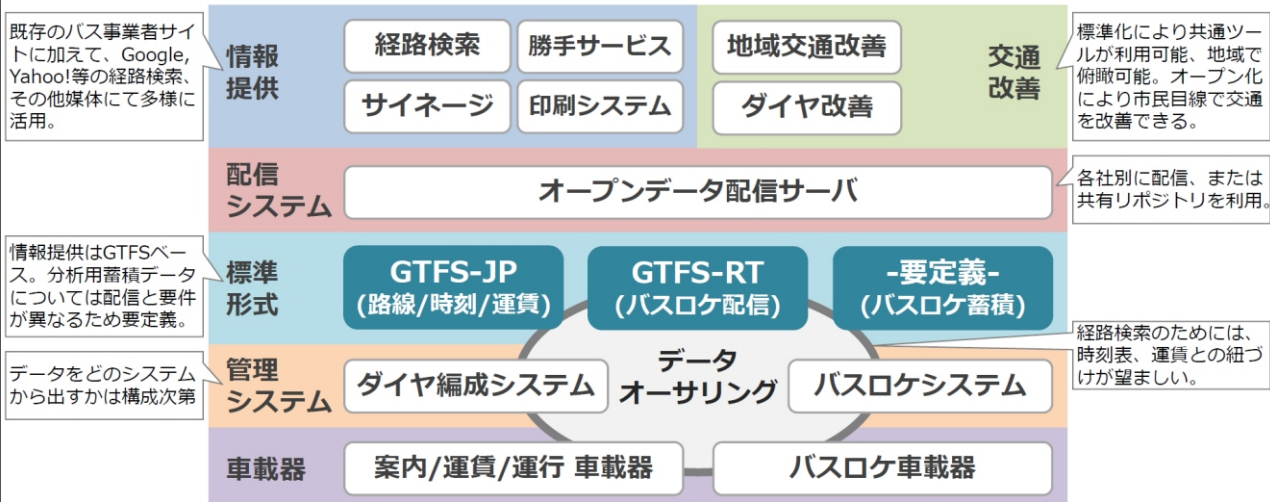 既存のバス事業者サイ
トに加えて、Google,
Yahoo!等の経路検索、
その他媒体にて多様に
活用。
情報
提供
経路検索
勝手サービス
サイネージ
印刷システム
地域交通改善
ダイヤ改善
交通
改善
標準化により共通ツー
ルが利用可能、地域で
俯瞰可能。オープン化
により市民目線で交通
を改善できる。
配信
システム
オープンデータ配信サーバ
各社別に配信、または
共有リポジトリを利用。
情報提供はGTFSベー
ス。分析用蓄積データ
については配信と要件
が異なるため要定義。
標準
形式
GTFS-JP
(路線/時刻/運賃)
GTFS-RT
(バスロケ配信)
-要定義-
(バスロケ蓄積)
経路検索のためには、
時刻表、運賃との紐づ
けが望ましい。
データをどのシステム
から出すかは構成次第
管理
システム
ダイヤ編成システム
データ
オーサリング
バスロケシステム
車載器
案内/運賃/運行 車載器
バスロケ車載器